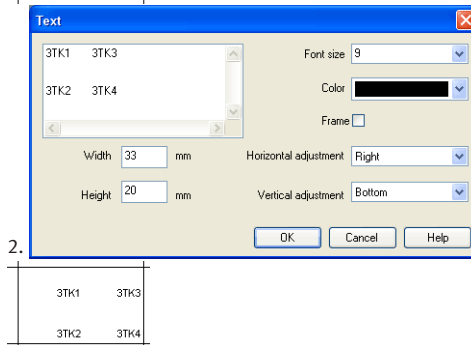 Text
3TK1 3TK3
3TK2 3TK4
Font size 9
Color
Frame
Width 33 mm
Horizontal adjustment Right
Height 20 mm
Vertical adjustment Bottom
OK Cancel Help
2.
3TK1 3TK3
3TK2 3TK4